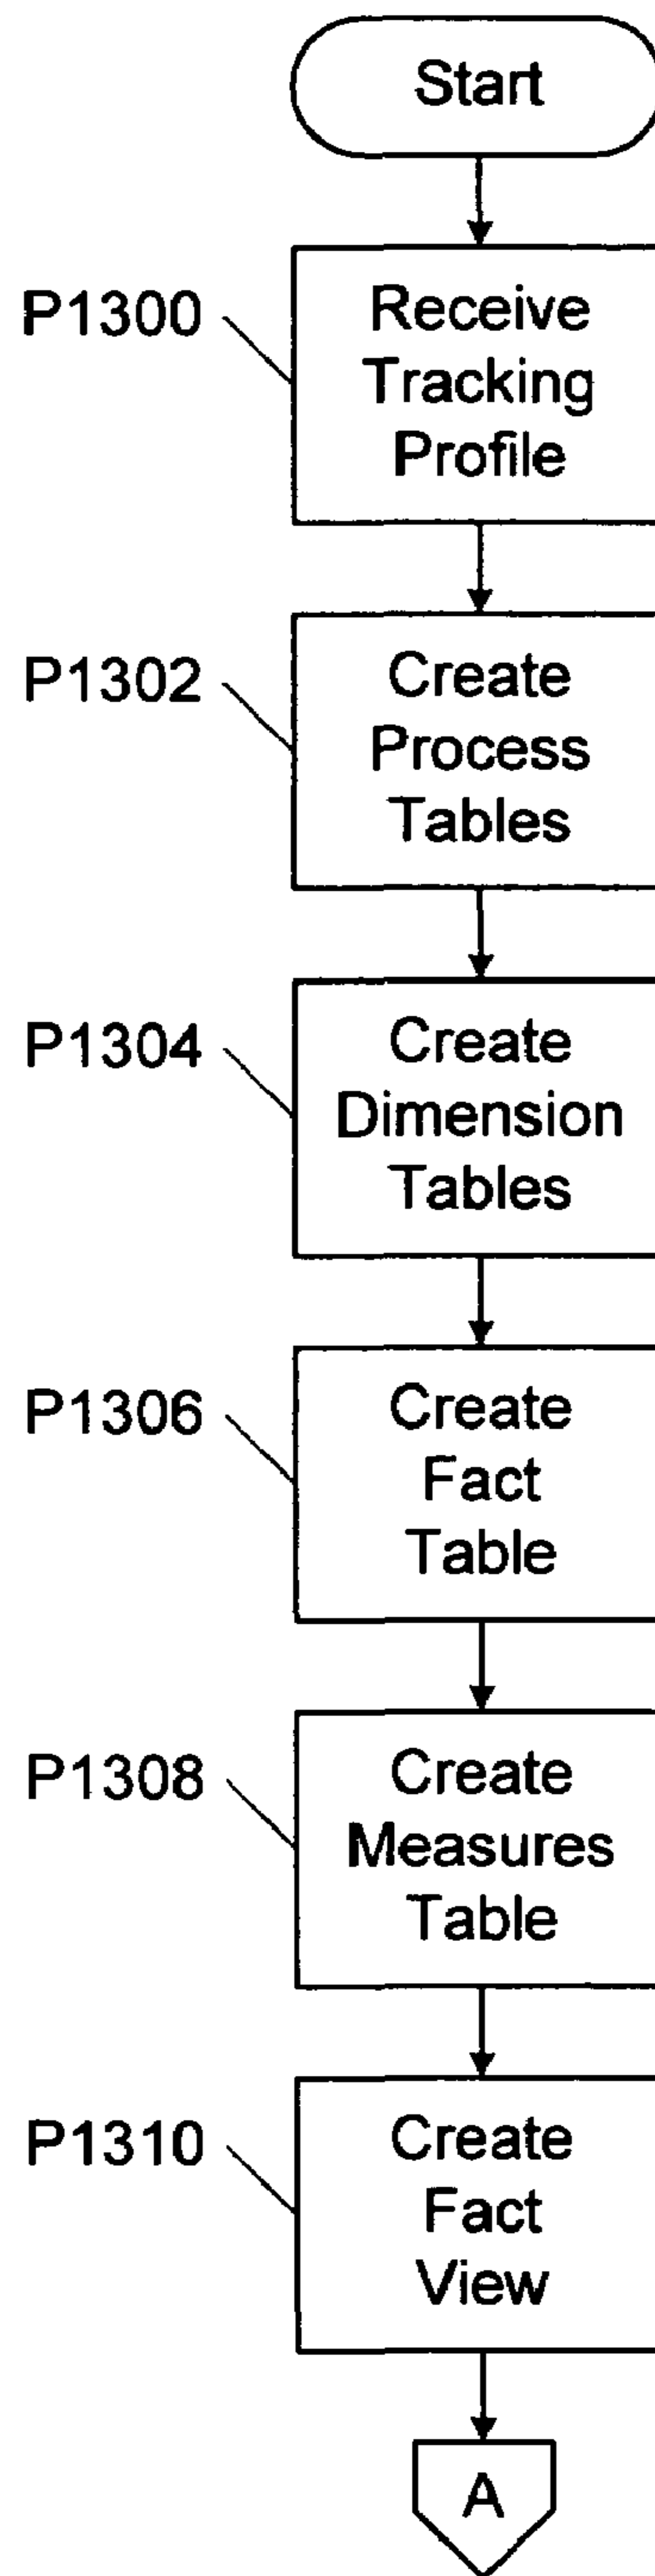 Start
P1300
Receive
Tracking
Profile
P1302
Create
Process
Tables
P1304
Create
Dimension
Tables
P1306
Create
Fact
Table
P1308
Create
Measures
Table
P1310
Create
Fact
View
A